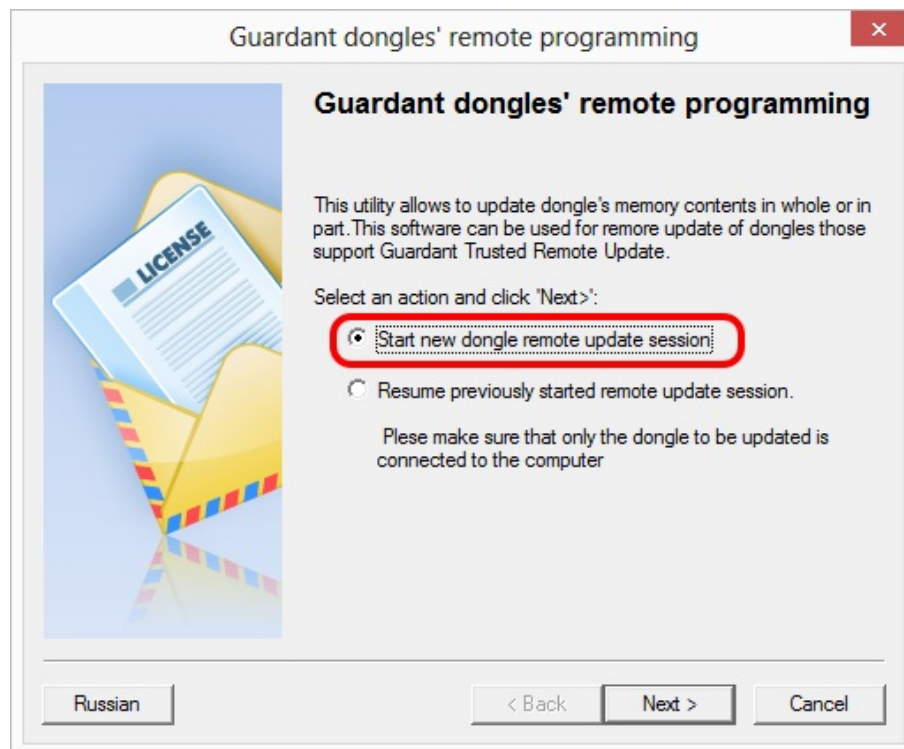 Guardant dongles' remote programming
Guardant dongles' remote programming
LICENSE
This utility allows to update dongle's memory contents in whole or in
part.This software can be used for remore update of dongles those
support Guardant Trusted Remote Update.
Select an action and click 'Next>':
Start new dongle remote update session
Resume previously started remote update session.
Plese make sure that only the dongle to be updated is
connected to the computer
Russian
< Back
Next >
Cancel